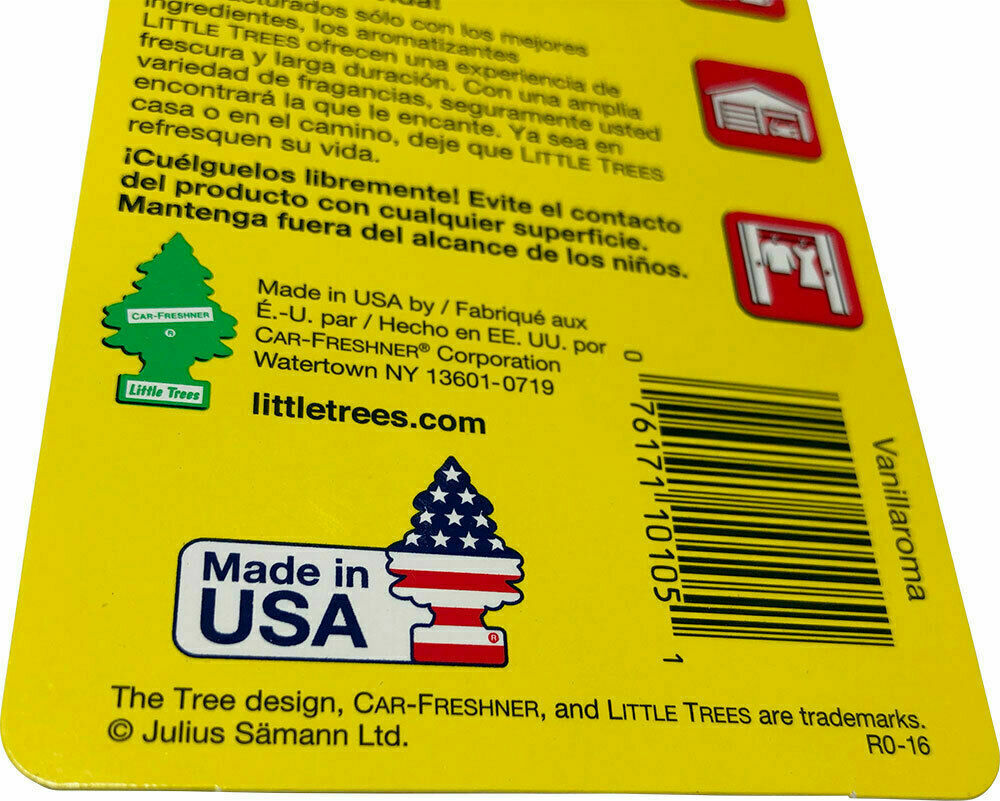 facturados sólo con los mejores
ingredientes, los aromatizantes
LITTLE TREES ofrecen una experiencia de
frescura y larga duración. Con una amplia
variedad de fragancias, seguramente usted
encontrará la que le encante. Ya sea en
casa o en el camino, deje que LITTLE TREES
refresquen su vida.
¡Cuélguelos libremente! Evite el contacto
del producto con cualquier superficie.
Mantenga fuera del alcance de los niños.
CAR-FRESHNER
®
Little Trees
Made in USA by / Fabriqué aux
É.-U. par / Hecho en EE. UU. por
CAR-FRESHNER® Corporation
Watertown NY 13601-0719
littletrees.com
0 76171 10105 1
Vanillaroma
Made in
USA
®
The Tree design, CAR-FRESHNER, and LITTLE TREES are trademarks.
© Julius Sämann Ltd.
R0-16